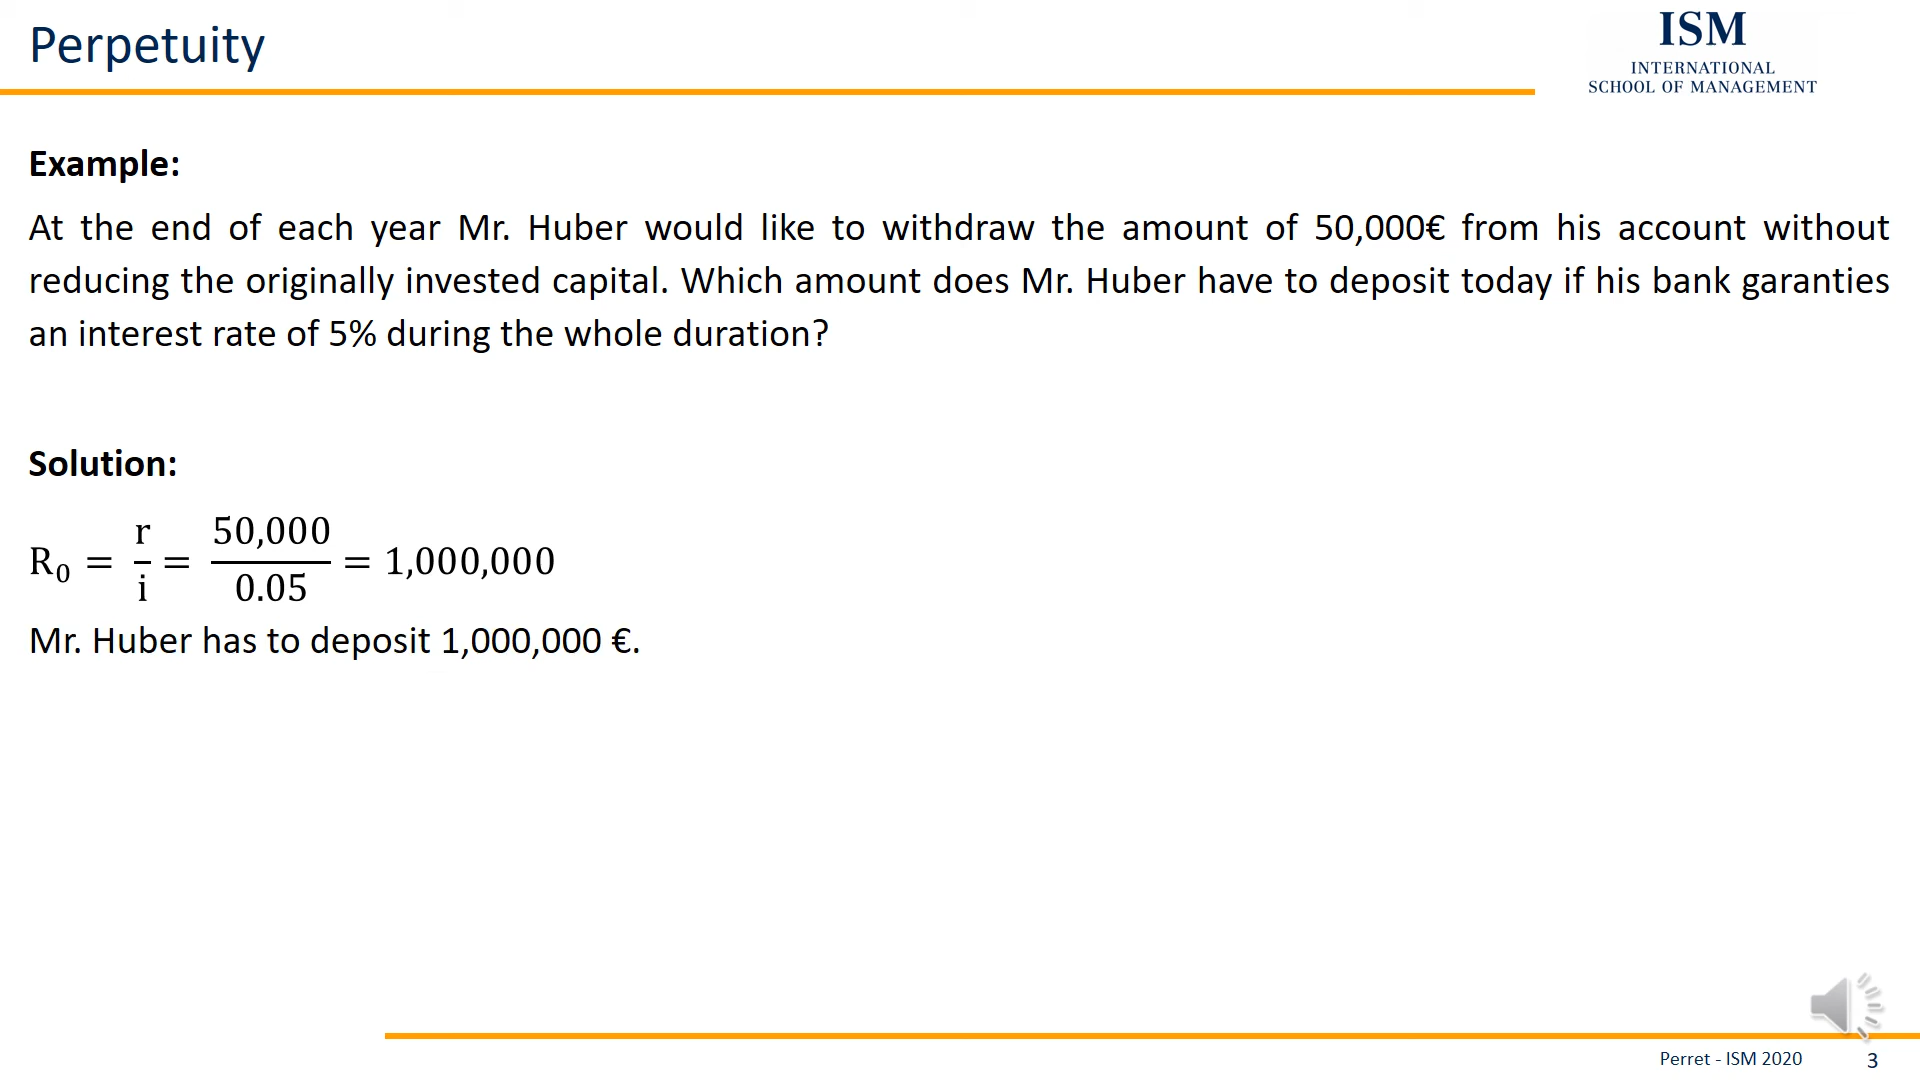 Perpetuity
ISM
INTERNATIONAL
SCHOOL OF MANAGEMENT
Example:
At the end of each year Mr. Huber would like to withdraw the amount of 50,000€ from his account without
reducing the originally invested capital. Which amount does Mr. Huber have to deposit today if his bank garanties
an interest rate of 5% during the whole duration?
Solution:
R₀ = r/i = 50,000/0.05 = 1,000,000
Mr. Huber has to deposit 1,000,000 €.
Perret - ISM 2020
3